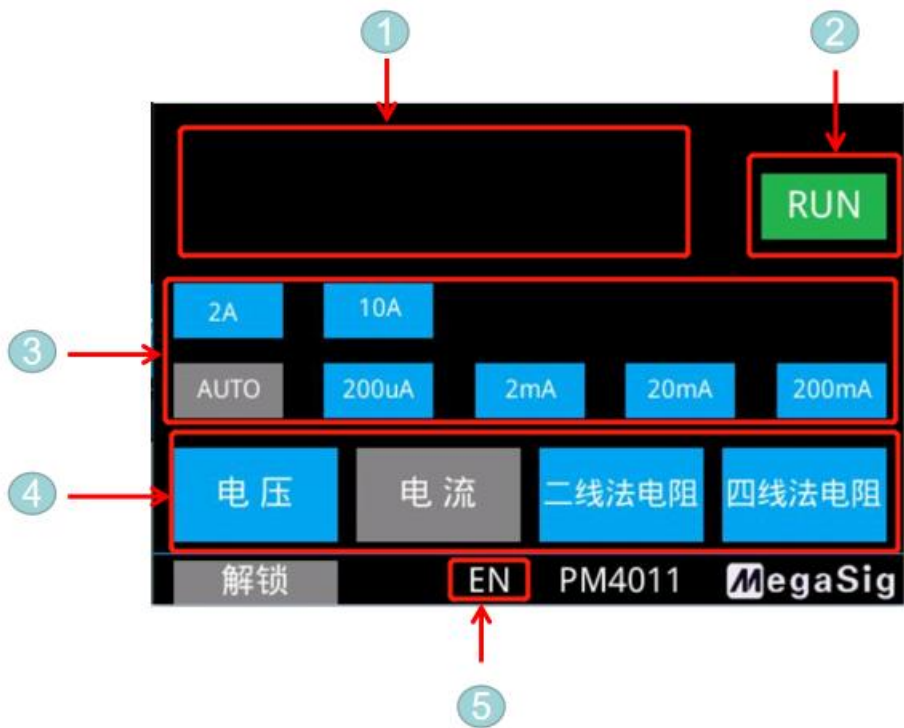 1
2
RUN
2A
10A
3
AUTO
200uA
2mA
20mA
200mA
4
电压
电流
二线法电阻
四线法电阻
解锁
EN
PM4011
MegaSig
5